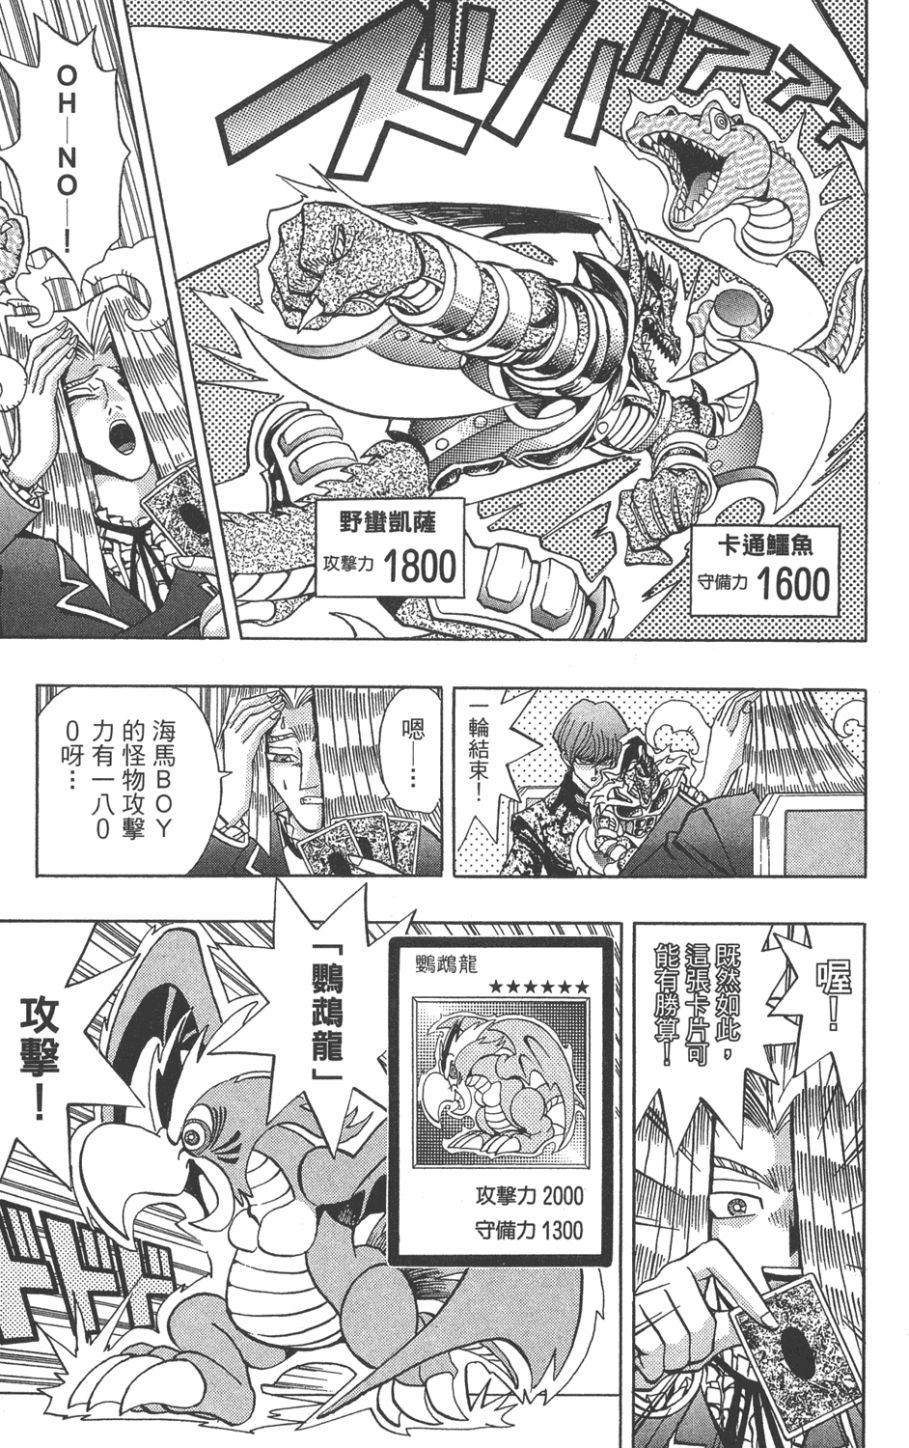 ズバアァァァ
卡通鱷魚
守備力 1600
野蠻凱薩
攻擊力 1800
OH—NO——!
一輪結束！
嗯—…
海馬BOY
的怪物攻擊
力有一八0
0呀…
喔！
既然如此，
這張卡片可
能有勝算！
鸚鵡龍
★★★★★★
攻擊力 2000
守備力 1300
「鸚鵡龍」
攻擊！
ドドド